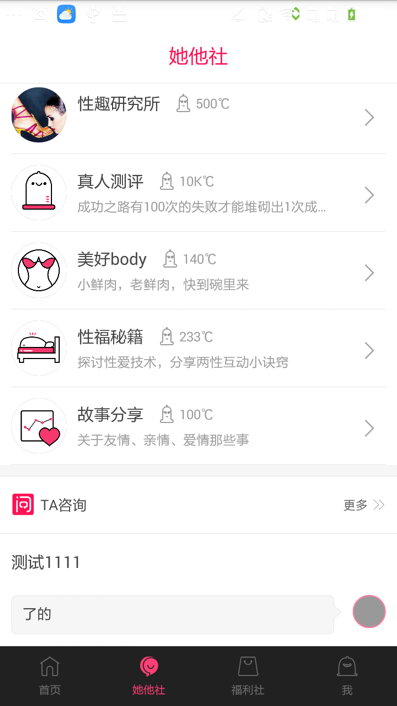 她他社
性趣研究所 500℃
真人测评 10K℃
成功之路有100次的失败才能堆砌出1次成...
美好body 140℃
小鲜肉，老鲜肉，快到碗里来
性福秘籍 233℃
探讨性爱技术，分享两性互动小诀窍
故事分享 100℃
关于友情、亲情、爱情那些事
问 TA咨询 更多
测试1111
了的
首页 她他社 福利社 我